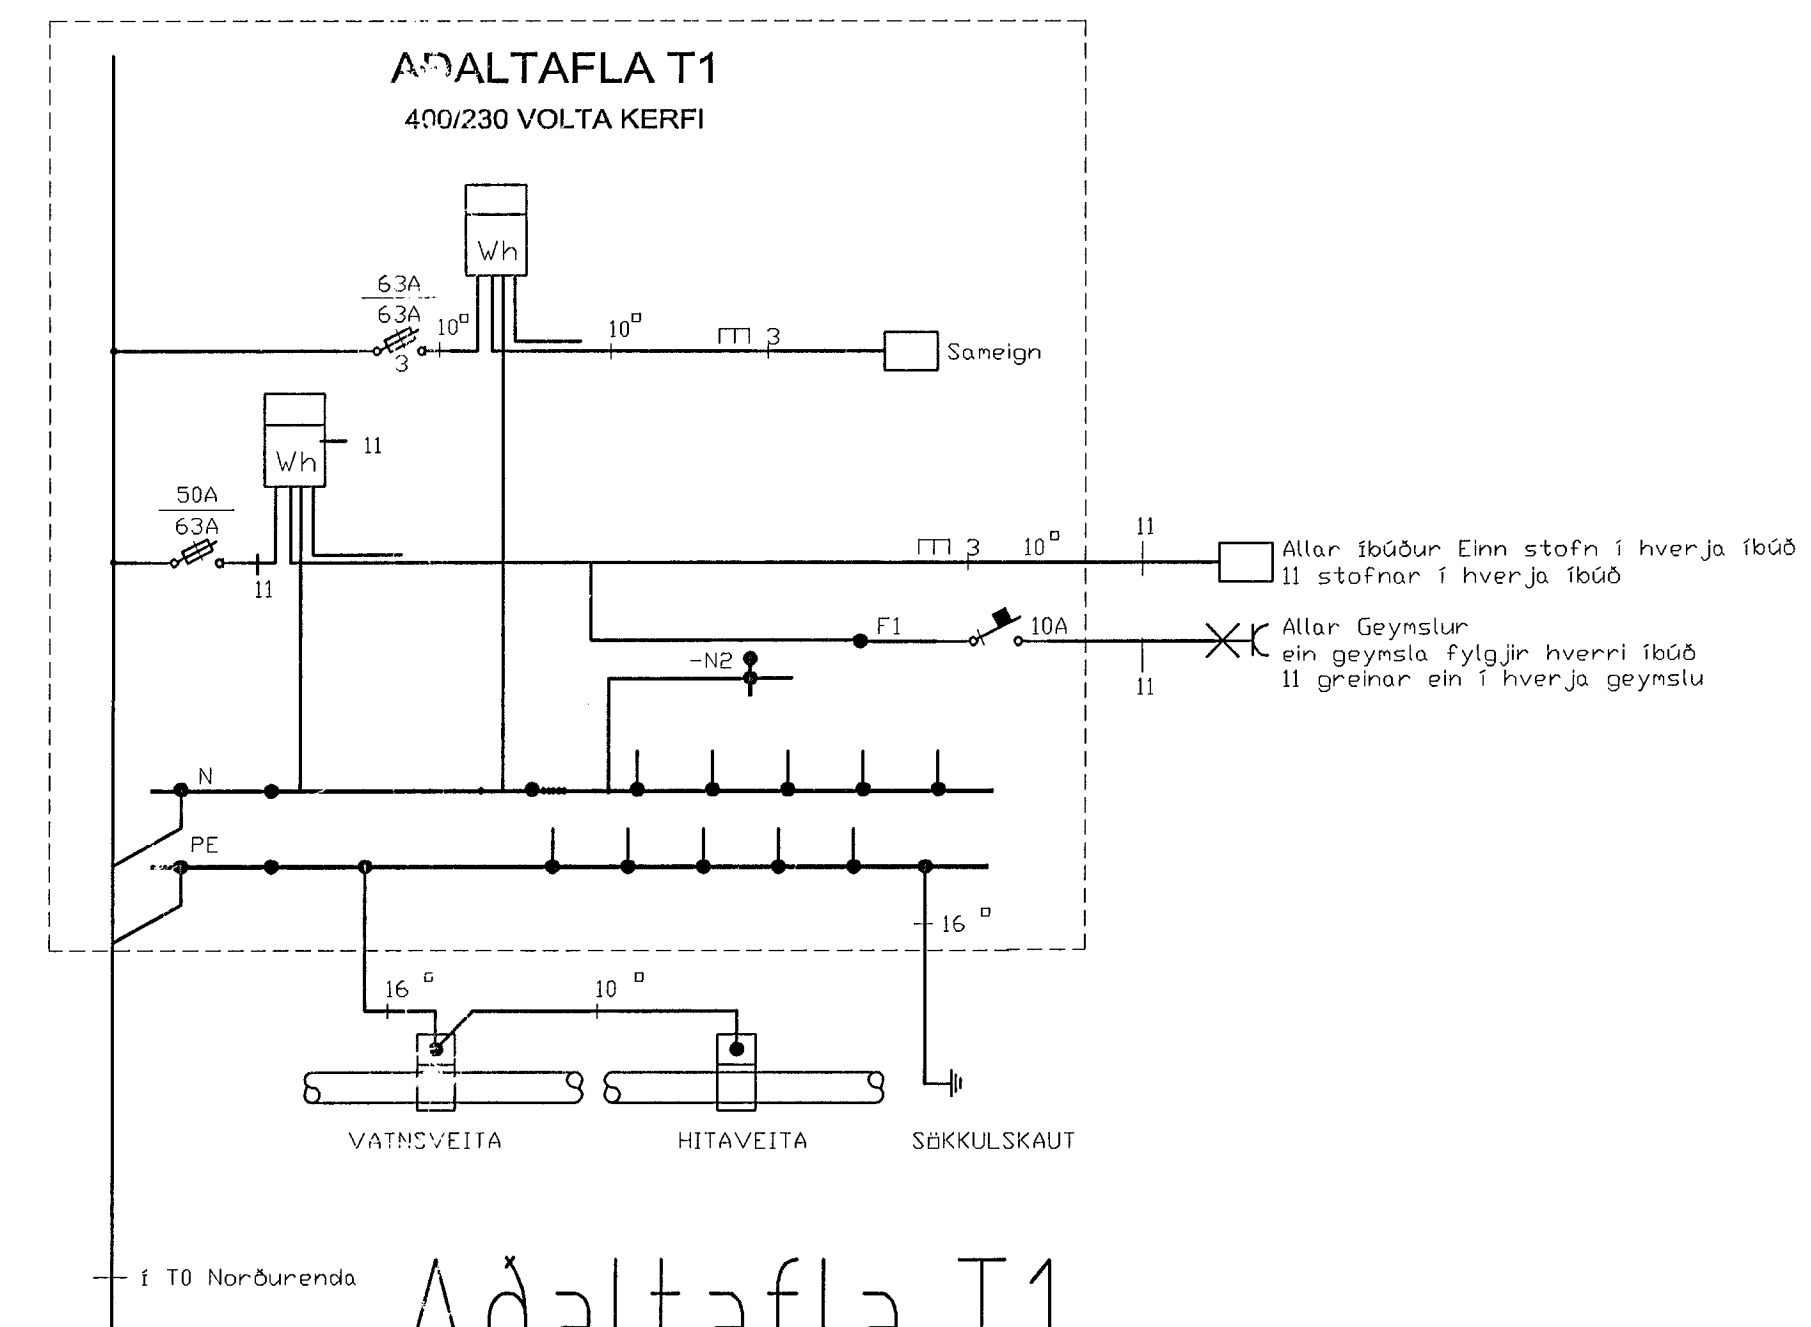 AÐALTAFLA T1
400/230 VOLTA KERFI
Wh
63A
63A
3
10
10
3
Sameign
Wh
11
50A
63A
11
3
10
11
Allar íbúður Einn stofn í hverja íbúð
11 stofnar í hverja íbúð
F1
10A
11
Allar Geymslur
ein geymsla fylgjir hverri íbúð
11 greinar ein í hverja geymslu
-N2
N
PE
16
16
10
VATNSVEITA
HITAVEITA
SöKKULSKAUT
í T0 Norðurenda
Aðaltafla T1